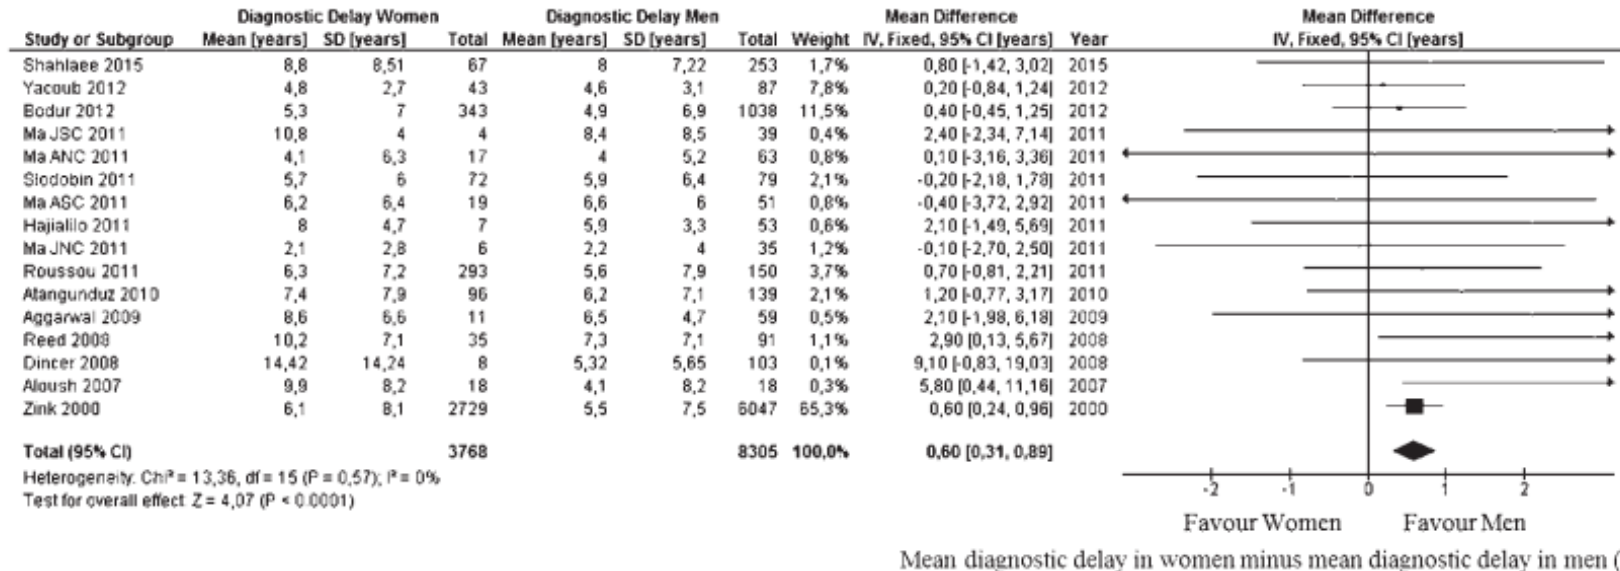 Diagnostic Delay Women Diagnostic Delay Men Mean Difference Mean Difference
Study or Subgroup Mean [years] SD [years] Total Mean [years] SD [years] Total Weight IV, Fixed, 95% CI [years] Year IV, Fixed, 95% CI [years]
Shahlaee 2015 8,8 8,51 67 8 7,22 253 1,7% 0,80 [-1,42, 3,02] 2015
Yacoub 2012 4,8 2,7 43 4,6 3,1 87 7,8% 0,20 [-0,84, 1,24] 2012
Bodur 2012 5,3 7 343 4,9 6,9 1038 11,5% 0,40 [-0,45, 1,25] 2012
Ma JSC 2011 10,8 4 4 8,4 8,5 39 0,4% 2,40 [-2,34, 7,14] 2011
Ma ANC 2011 4,1 6,3 17 4 5,2 63 0,8% 0,10 [-3,16, 3,36] 2011
Slodobin 2011 5,7 6 72 5,9 6,4 79 2,1% -0,20 [-2,18, 1,78] 2011
Ma ASC 2011 6,2 6,4 19 6,6 6 51 0,8% -0,40 [-3,72, 2,92] 2011
Hajialilo 2011 8 4,7 7 5,9 3,3 53 0,6% 2,10 [-1,49, 5,69] 2011
Ma JNC 2011 2,1 2,8 6 2,2 4 35 1,2% -0,10 [-2,70, 2,50] 2011
Roussou 2011 6,3 7,2 293 5,6 7,9 150 3,7% 0,70 [-0,81, 2,21] 2011
Atangunduz 2010 7,4 7,9 96 6,2 7,1 139 2,1% 1,20 [-0,77, 3,17] 2010
Aggarwal 2009 8,6 6,6 11 6,5 4,7 59 0,5% 2,10 [-1,98, 6,18] 2009
Reed 2008 10,2 7,1 35 7,3 7,1 91 1,1% 2,90 [0,13, 5,67] 2008
Dincer 2008 14,42 14,24 8 5,32 5,65 103 0,1% 9,10 [-0,83, 19,03] 2008
Aloush 2007 9,9 8,2 18 4,1 8,2 18 0,3% 5,80 [0,44, 11,16] 2007
Zink 2000 6,1 8,1 2729 5,5 7,5 6047 65,3% 0,60 [0,24, 0,96] 2000
Total (95% CI) 3768 8305 100,0% 0,60 [0,31, 0,89]
Heterogeneity: Chi² = 13,36, df = 15 (P = 0,57); I² = 0%
Test for overall effect: Z = 4,07 (P < 0.0001)
-2 -1 0 1 2
Favour Women Favour Men
Mean diagnostic delay in women minus mean diagnostic delay in men (